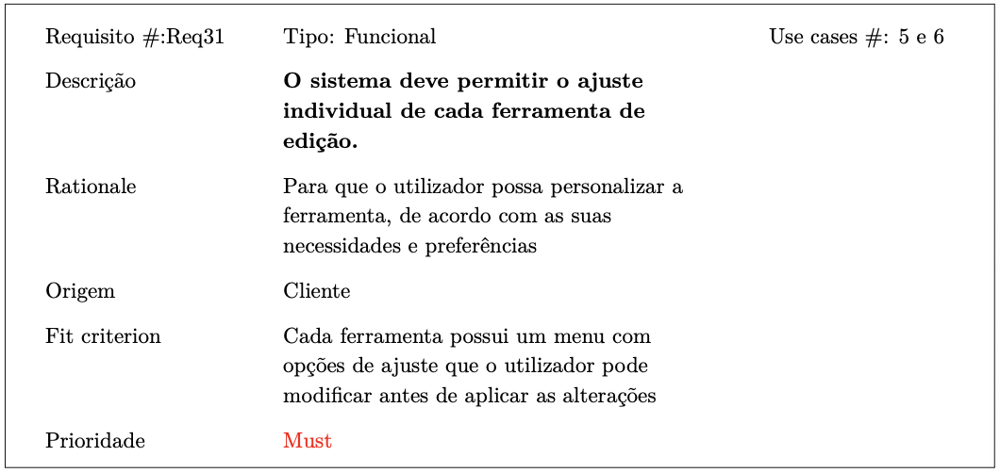 Requisito #:Req31 Tipo: Funcional Use cases #: 5 e 6
Descrição O sistema deve permitir o ajuste
individual de cada ferramenta de
edição.
Rationale Para que o utilizador possa personalizar a
ferramenta, de acordo com as suas
necessidades e preferências
Origem Cliente
Fit criterion Cada ferramenta possui um menu com
opções de ajuste que o utilizador pode
modificar antes de aplicar as alterações
Prioridade Must